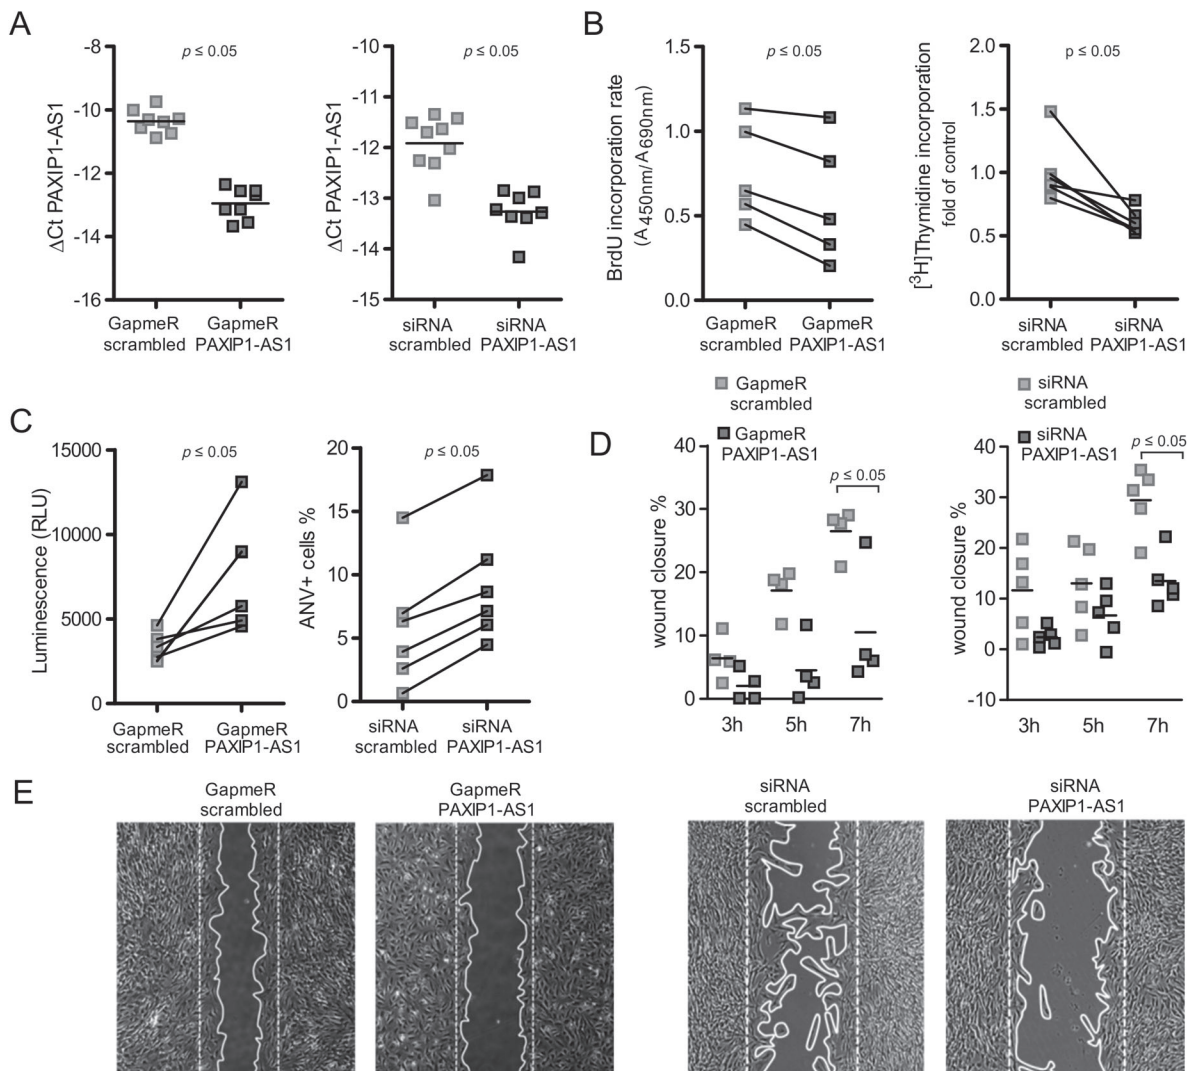 A
-8
-10
-12
-14
-16
ΔCt PAXIP1-AS1
p ≤ 0.05
GapmeR
scrambled
GapmeR
PAXIP1-AS1
-10
-11
-12
-13
-14
-15
ΔCt PAXIP1-AS1
p ≤ 0.05
siRNA
scrambled
siRNA
PAXIP1-AS1
B
1.5
1.0
0.5
0.0
BrdU incorporation rate
(A450nm/A690nm)
p ≤ 0.05
GapmeR
scrambled
GapmeR
PAXIP1-AS1
2.0
1.5
1.0
0.5
0.0
[3H]Thymidine incorporation
fold of control
p ≤ 0.05
siRNA
scrambled
siRNA
PAXIP1-AS1
C
15000
10000
5000
0
Luminescence (RLU)
p ≤ 0.05
GapmeR
scrambled
GapmeR
PAXIP1-AS1
20
15
10
5
0
ANV+ cells %
p ≤ 0.05
siRNA
scrambled
siRNA
PAXIP1-AS1
D
GapmeR
scrambled
GapmeR
PAXIP1-AS1
40
30
20
10
0
wound closure %
p ≤ 0.05
3h
5h
7h
siRNA
scrambled
siRNA
PAXIP1-AS1
40
30
20
10
0
-10
wound closure %
p ≤ 0.05
3h
5h
7h
E
GapmeR
scrambled
GapmeR
PAXIP1-AS1
siRNA
scrambled
siRNA
PAXIP1-AS1